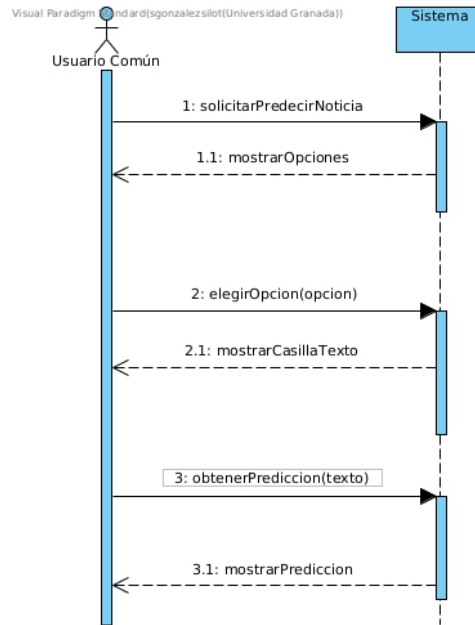 Visual Paradigm Standard(sgonzalezsilot(Universidad Granada))
Sistema
Usuario Común
1: solicitarPredecirNoticia
1.1: mostrarOpciones
2: elegirOpcion(opcion)
2.1: mostrarCasillaTexto
3: obtenerPrediccion(texto)
3.1: mostrarPrediccion